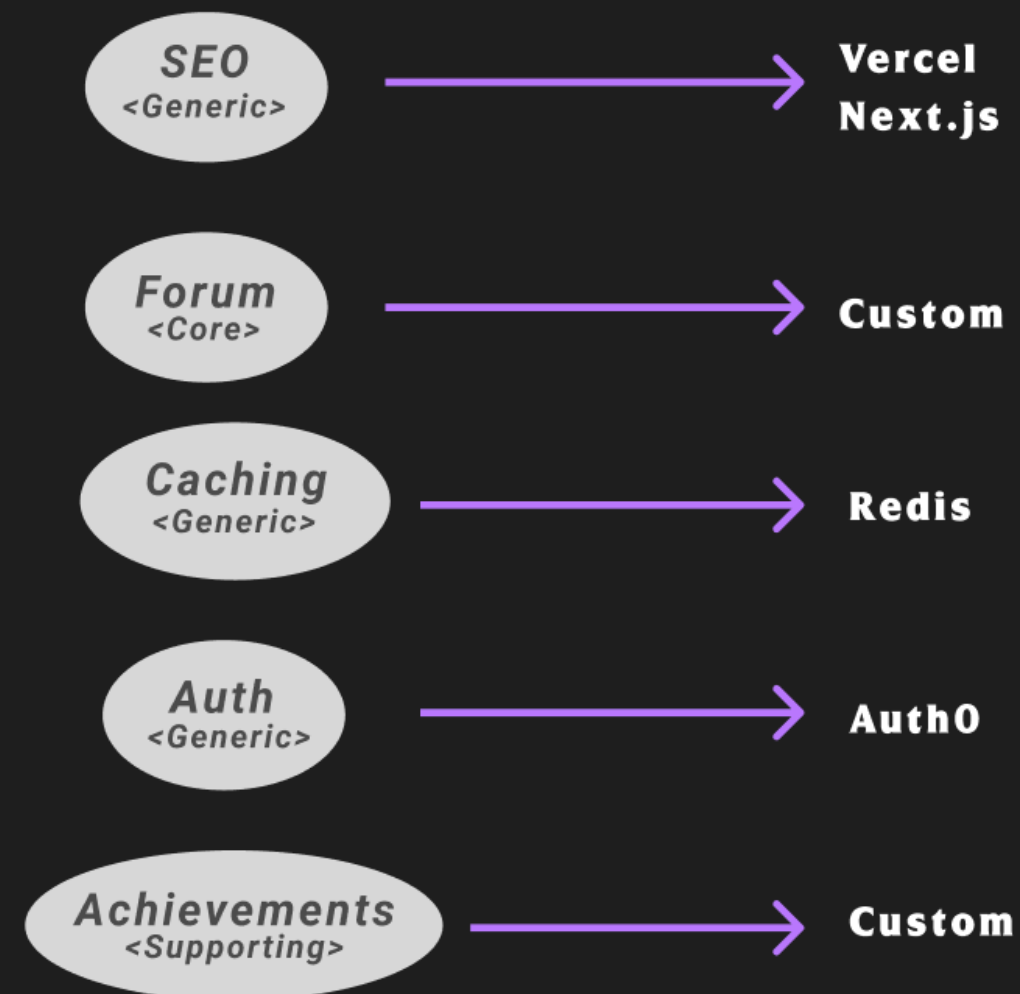 SEO
<Generic>
Vercel
Next.js
Forum
<Core>
Custom
Caching
<Generic>
Redis
Auth
<Generic>
Auth0
Achievements
<Supporting>
Custom